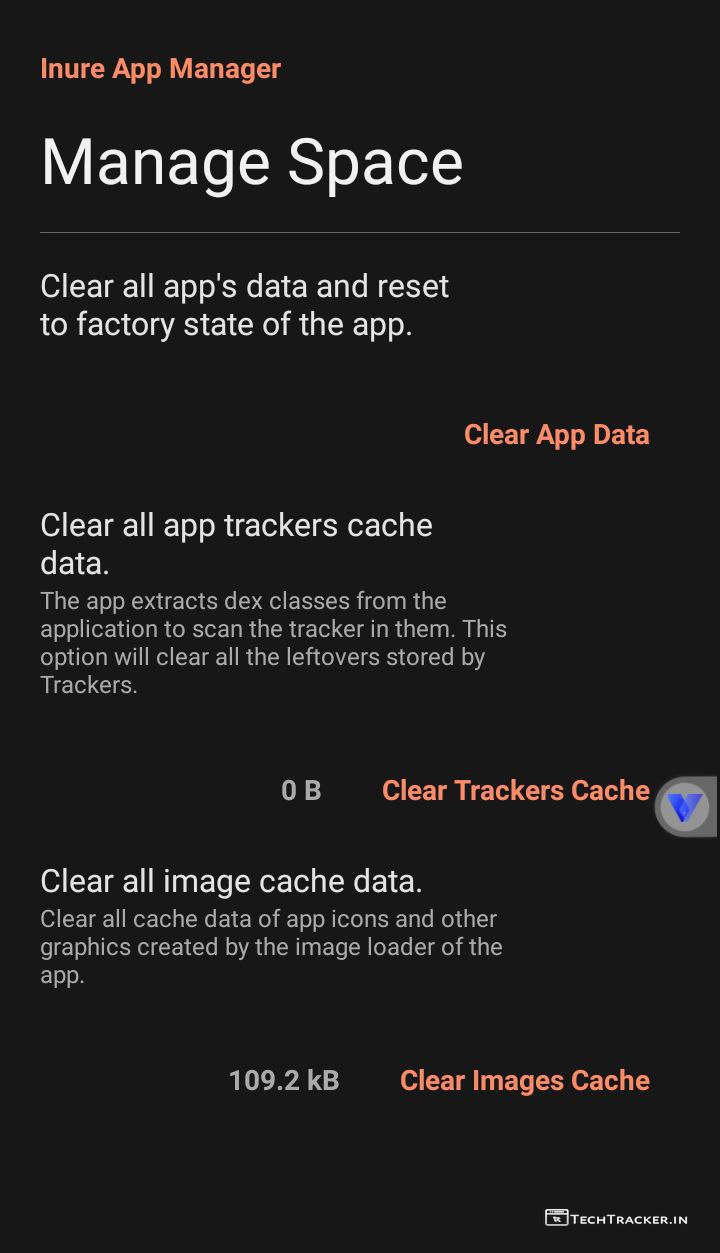 Inure App Manager
Manage Space
Clear all app's data and reset
to factory state of the app.
Clear App Data
Clear all app trackers cache
data.
The app extracts dex classes from the
application to scan the tracker in them. This
option will clear all the leftovers stored by
Trackers.
0 B Clear Trackers Cache
Clear all image cache data.
Clear all cache data of app icons and other
graphics created by the image loader of the
app.
109.2 kB Clear Images Cache
TECHTRACKER.IN